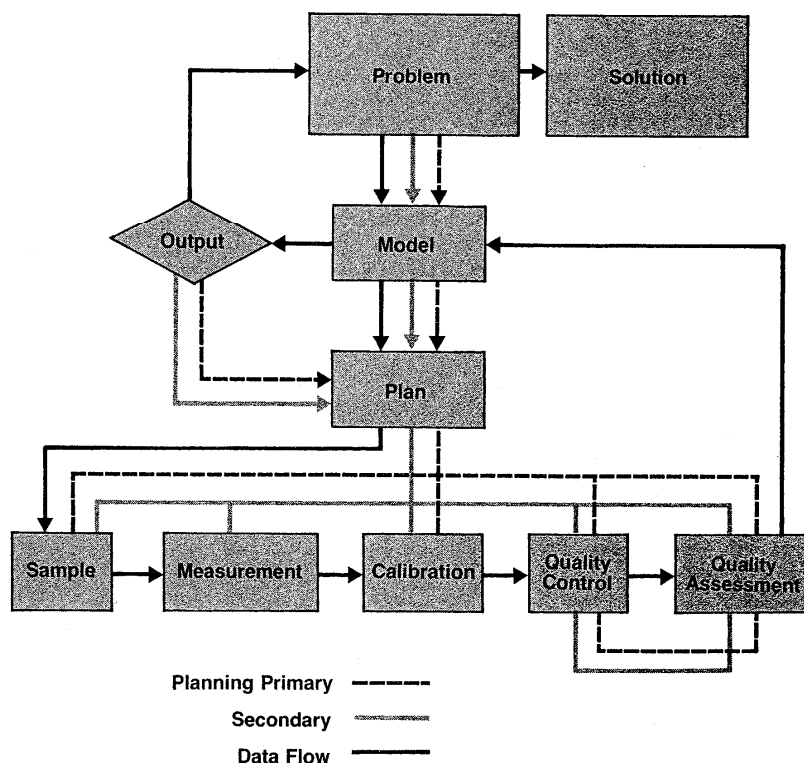 Problem
Solution
Output
Model
Plan
Sample
Measurement
Calibration
Quality
Control
Quality
Assessment
Planning Primary
Secondary
Data Flow